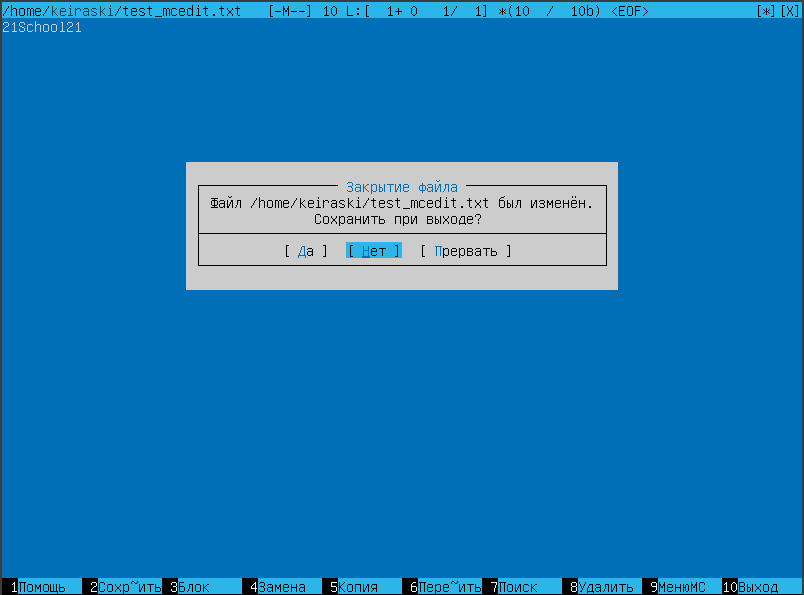 /home/keiraski/test_mcedit.txt [-M--] 10 L:[ 1+ 0 1/ 1] *(10 / 10b) <EOF> [*][X]
21School21
Закрытие файла
Файл /home/keiraski/test_mcedit.txt был изменён.
Сохранить при выходе?
[ Да ] [ Нет ] [ Прервать ]
1Помощь 2Сохр~ить 3Блок 4Замена 5Копия 6Пере~ить 7Поиск 8Удалить 9МенюMC 10Выход